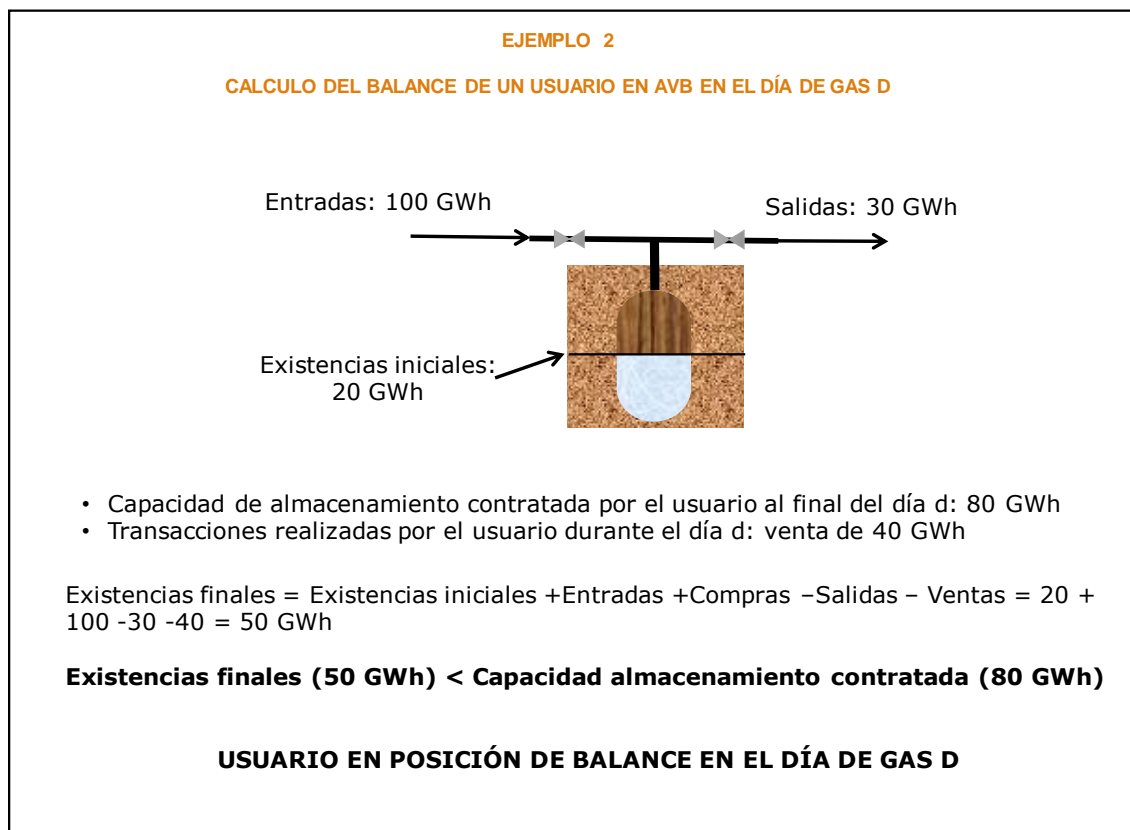 EJEMPLO 2
CALCULO DEL BALANCE DE UN USUARIO EN AVB EN EL DÍA DE GAS D
Entradas: 100 GWh
Salidas: 30 GWh
Existencias iniciales:
20 GWh
• Capacidad de almacenamiento contratada por el usuario al final del día d: 80 GWh
• Transacciones realizadas por el usuario durante el día d: venta de 40 GWh
Existencias finales = Existencias iniciales +Entradas +Compras –Salidas – Ventas = 20 +
100 -30 -40 = 50 GWh
Existencias finales (50 GWh) < Capacidad almacenamiento contratada (80 GWh)
USUARIO EN POSICIÓN DE BALANCE EN EL DÍA DE GAS D